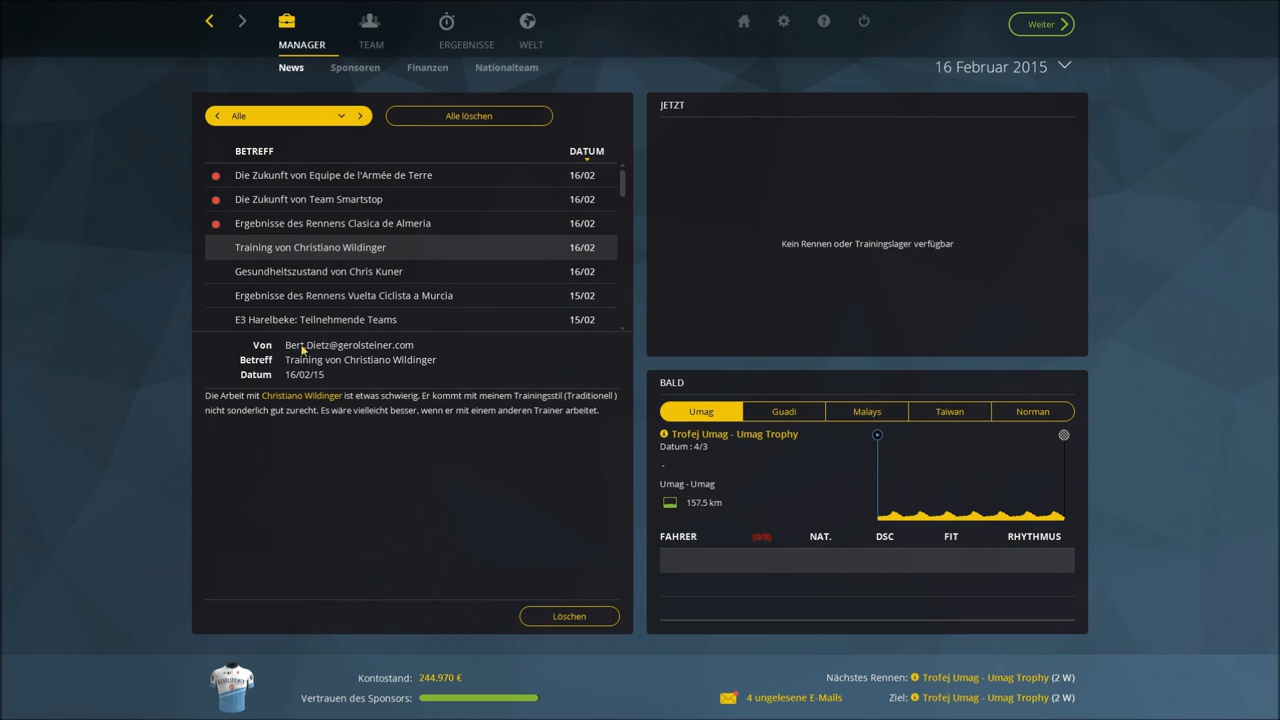 MANAGER
TEAM
ERGEBNISSE
WELT
Weiter
News
Sponsoren
Finanzen
Nationalteam
16 Februar 2015
Alle
Alle löschen
BETREFF
DATUM
Die Zukunft von Equipe de l'Armée de Terre
16/02
Die Zukunft von Team Smartstop
16/02
Ergebnisse des Rennens Clasica de Almeria
16/02
Training von Christiano Wildinger
16/02
Gesundheitszustand von Chris Kuner
16/02
Ergebnisse des Rennens Vuelta Ciclista a Murcia
15/02
E3 Harelbeke: Teilnehmende Teams
15/02
Von
Bert.Dietz@gerolsteiner.com
Betreff
Training von Christiano Wildinger
Datum
16/02/15
Die Arbeit mit Christiano Wildinger ist etwas schwierig. Er kommt mit meinem Trainingsstil (Traditionell )
nicht sonderlich gut zurecht. Es wäre vielleicht besser, wenn er mit einem anderen Trainer arbeitet.
Löschen
JETZT
Kein Rennen oder Trainingslager verfügbar
BALD
Umag
Guadi
Malays
Taiwan
Norman
Trofej Umag - Umag Trophy
Datum : 4/3
-
Umag - Umag
157.5 km
FAHRER
(0/8)
NAT.
DSC
FIT
RHYTHMUS
GEROLSTEINER
Kontostand:
244.970 €
Vertrauen des Sponsors:
4 ungelesene E-Mails
Nächstes Rennen:
Trofej Umag - Umag Trophy (2 W)
Ziel:
Trofej Umag - Umag Trophy (2 W)